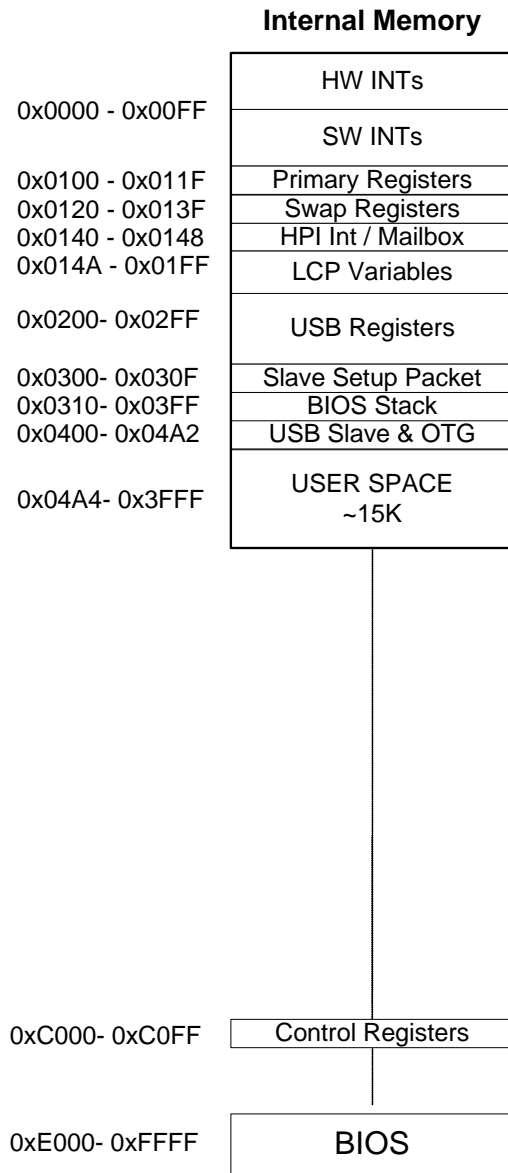 Internal Memory
HW INTs
0x0000 - 0x00FF
SW INTs
0x0100 - 0x011F Primary Registers
0x0120 - 0x013F Swap Registers
0x0140 - 0x0148 HPI Int / Mailbox
0x014A - 0x01FF LCP Variables
0x0200- 0x02FF USB Registers
0x0300- 0x030F Slave Setup Packet
0x0310- 0x03FF BIOS Stack
0x0400- 0x04A2 USB Slave & OTG
USER SPACE
0x04A4- 0x3FFF
~15K
0xC000- 0xC0FF Control Registers
0xE000- 0xFFFF BIOS